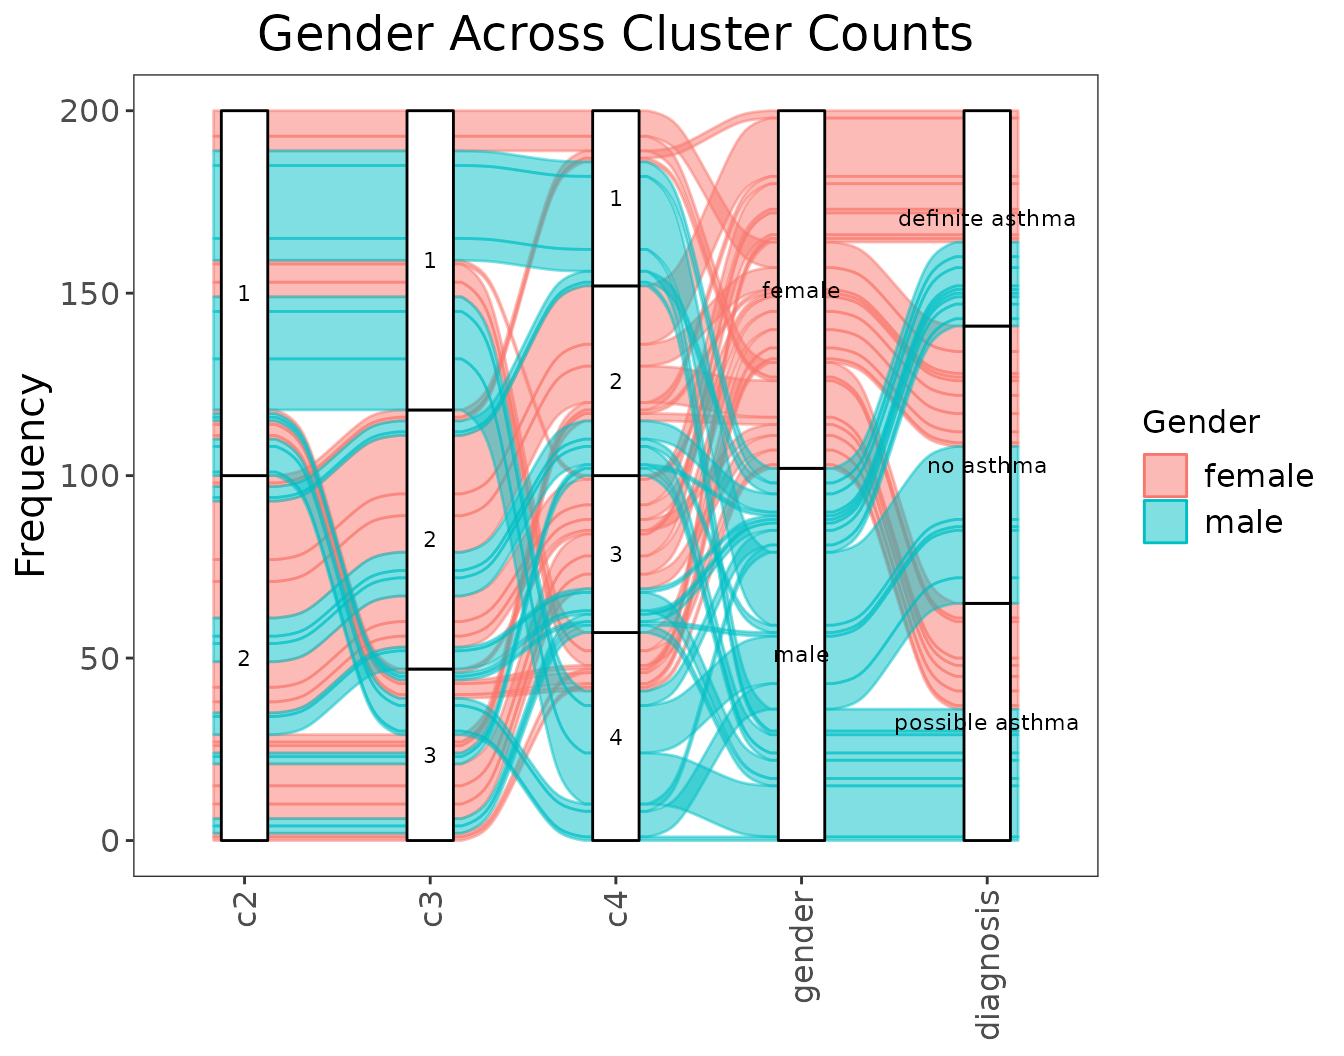 Gender Across Cluster Counts
Frequency
200
150
100
50
0
1
2
1
2
3
1
2
3
4
female
male
definite asthma
no asthma
possible asthma
c2
c3
c4
gender
diagnosis
Gender
female
male